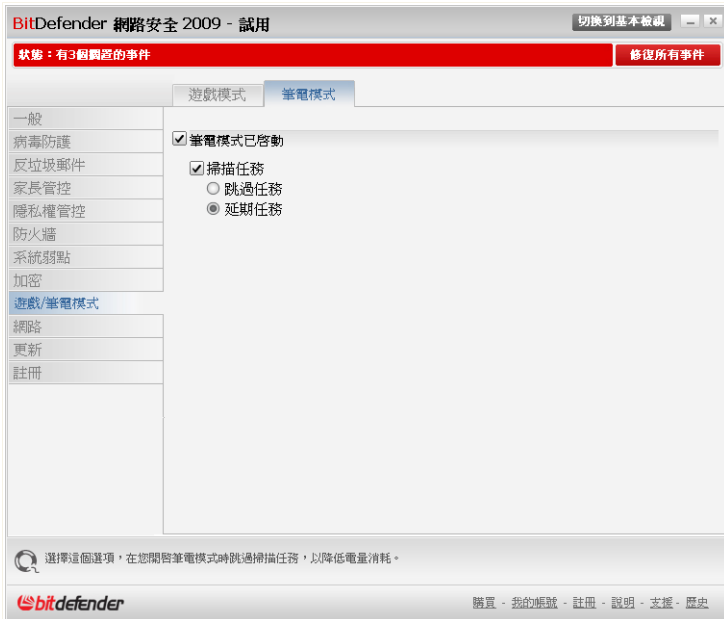 BitDefender 網路安全 2009 - 試用
切換到基本檢視
狀態：有3個擱置的事件
修復所有事件
遊戲模式
筆電模式
一般
病毒防護
反垃圾郵件
家長管控
隱私權管控
防火牆
系統弱點
加密
遊戲/筆電模式
網路
更新
註冊
筆電模式已啓動
掃描任務
跳過任務
延期任務
選擇這個選項，在您開啓筆電模式時跳過掃描任務，以降低電量消耗。
bitdefender
購買 - 我的帳號 - 註冊 - 說明 - 支援 - 歷史